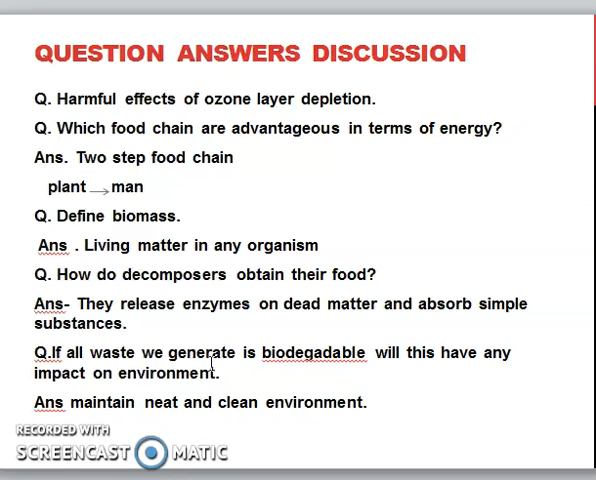 QUESTION ANSWERS DISCUSSION
Q. Harmful effects of ozone layer depletion.
Q. Which food chain are advantageous in terms of energy?
Ans. Two step food chain
plant → man
Q. Define biomass.
Ans . Living matter in any organism
Q. How do decomposers obtain their food?
Ans- They release enzymes on dead matter and absorb simple
substances.
Q.If all waste we generate is biodegadable will this have any
impact on environment.
Ans maintain neat and clean environment.
RECORDED WITH
SCREENCAST MATIC